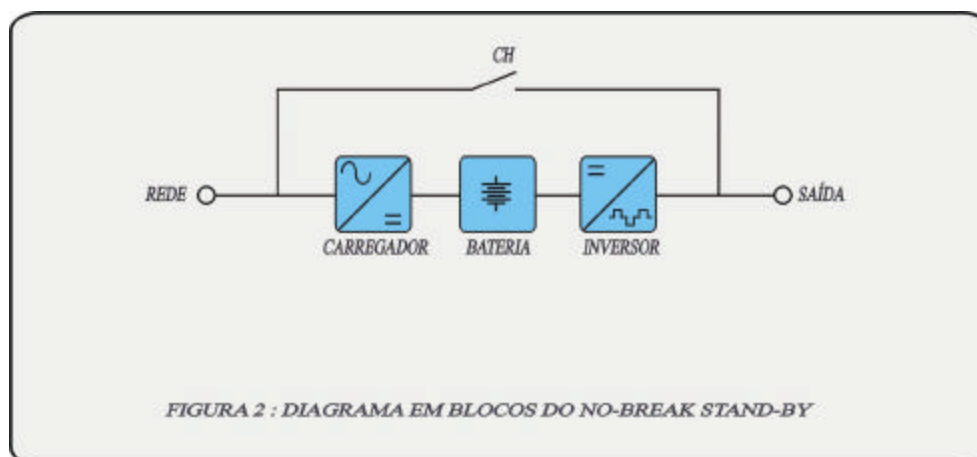 CH
REDE
SAÍDA
CARREGADOR
BATERIA
INVERSOR
FIGURA 2 : DIAGRAMA EM BLOCOS DO NO-BREAK STAND-BY